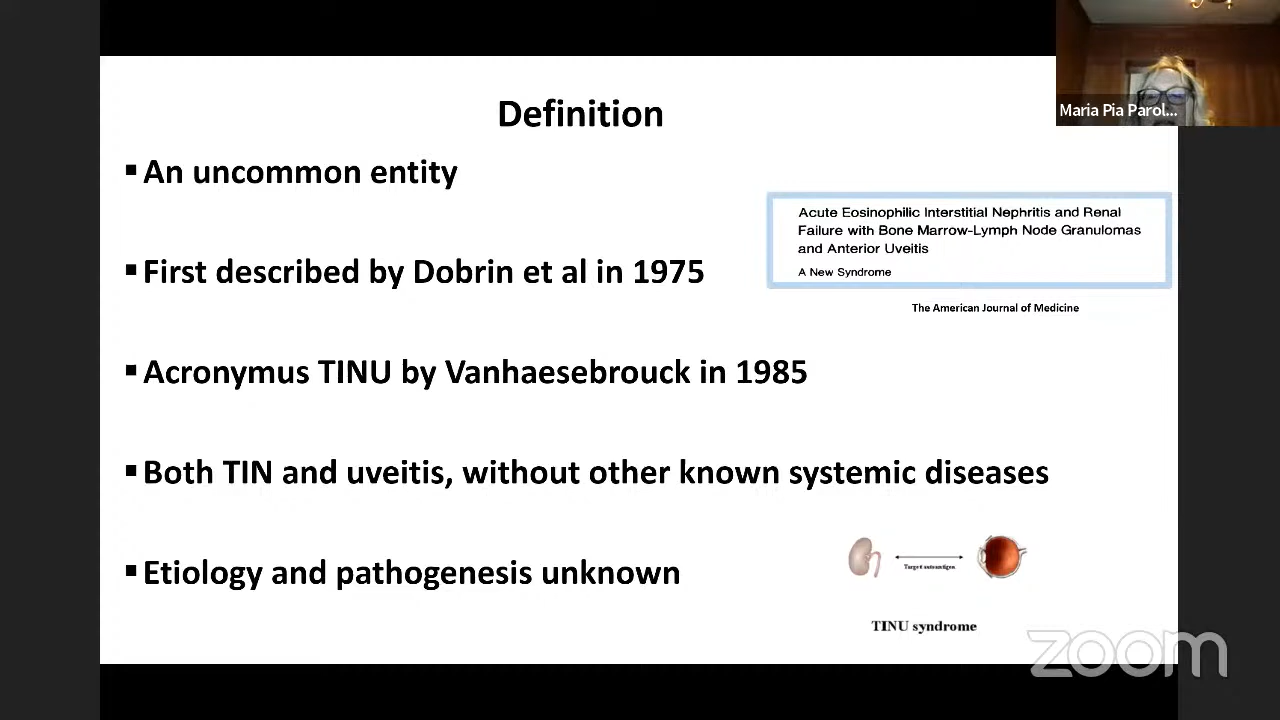 Definition
Maria Pia Parol...
▪ An uncommon entity
Acute Eosinophilic Interstitial Nephritis and Renal
Failure with Bone Marrow-Lymph Node Granulomas
and Anterior Uveitis
A New Syndrome
▪ First described by Dobrin et al in 1975
The American Journal of Medicine
▪ Acronymus TINU by Vanhaesebrouck in 1985
▪ Both TIN and uveitis, without other known systemic diseases
▪ Etiology and pathogenesis unknown
Target autoantigen
TINU syndrome
zoom